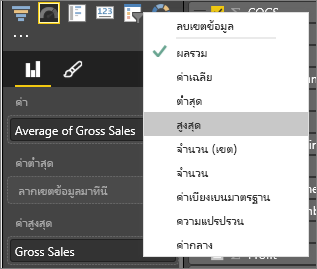 123
...
ค่า
Average of Gross Sales
ค่าต่ำสุด
ลากเขตข้อมูลมาที่นี่
ค่าสูงสุด
Gross Sales
ลบเขตข้อมูล
ผลรวม
ค่าเฉลี่ย
ต่ำสุด
สูงสุด
จำนวน (เขต)
จำนวน
ค่าเบี่ยงเบนมาตรฐาน
ความแปรปรวน
ค่ากลาง
Σ COGS